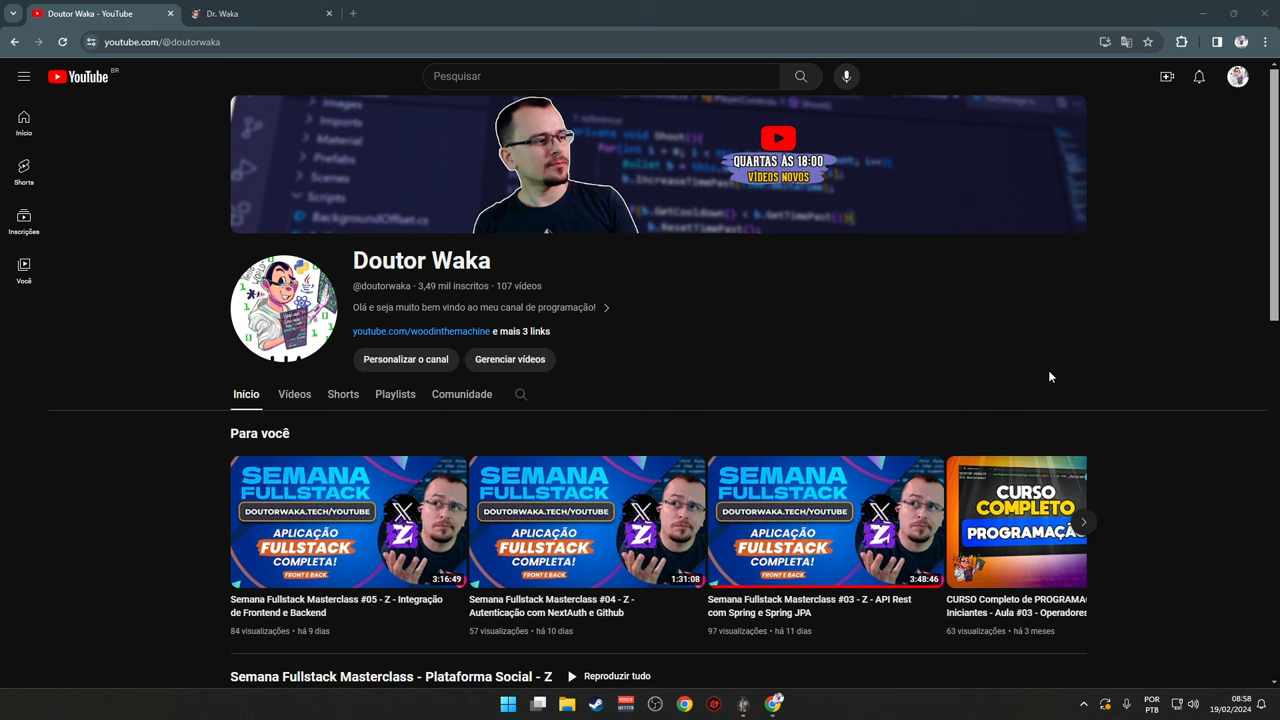 Doutor Waka - YouTube
Dr. Waka
youtube.com/@doutorwaka
YouTube BR
Pesquisar
Início
Shorts
Inscrições
Você
Images
Imports
Material
Prefabs
Scenes
Scripts
BackgroundOffset.cs
QUARTAS ÀS 18:00
VÍDEOS NOVOS
Doutor Waka
@doutorwaka · 3,49 mil inscritos · 107 vídeos
Olá e seja muito bem vindo ao meu canal de programação!
youtube.com/woodinthemachine e mais 3 links
Personalizar o canal Gerenciar vídeos
Início Vídeos Shorts Playlists Comunidade
Para você
SEMANA
FULLSTACK
DOUTORWAKA.TECH/YOUTUBE
APLICAÇÃO
FULLSTACK
COMPLETA!
FRONT E BACK.
3:16:49
Semana Fullstack Masterclass #05 - Z - Integração
de Frontend e Backend
84 visualizações • há 9 dias
SEMANA
FULLSTACK
DOUTORWAKA.TECH/YOUTUBE
APLICAÇÃO
FULLSTACK
COMPLETA!
FRONT E BACK.
1:31:08
Semana Fullstack Masterclass #04 - Z -
Autenticação com NextAuth e Github
57 visualizações • há 10 dias
SEMANA
FULLSTACK
DOUTORWAKA.TECH/YOUTUBE
APLICAÇÃO
FULLSTACK
COMPLETA!
FRONT E BACK.
3:48:46
Semana Fullstack Masterclass #03 - Z - API Rest
com Spring e Spring JPA
97 visualizações • há 11 dias
CURSO
COMPLETO
PROGRAMAÇÃ
CURSO Completo de PROGRAMA
Iniciantes - Aula #03 - Operadores
63 visualizações • há 3 meses
Semana Fullstack Masterclass - Plataforma Social - Z
Reproduzir tudo
POR
PTB
08:58
19/02/2024